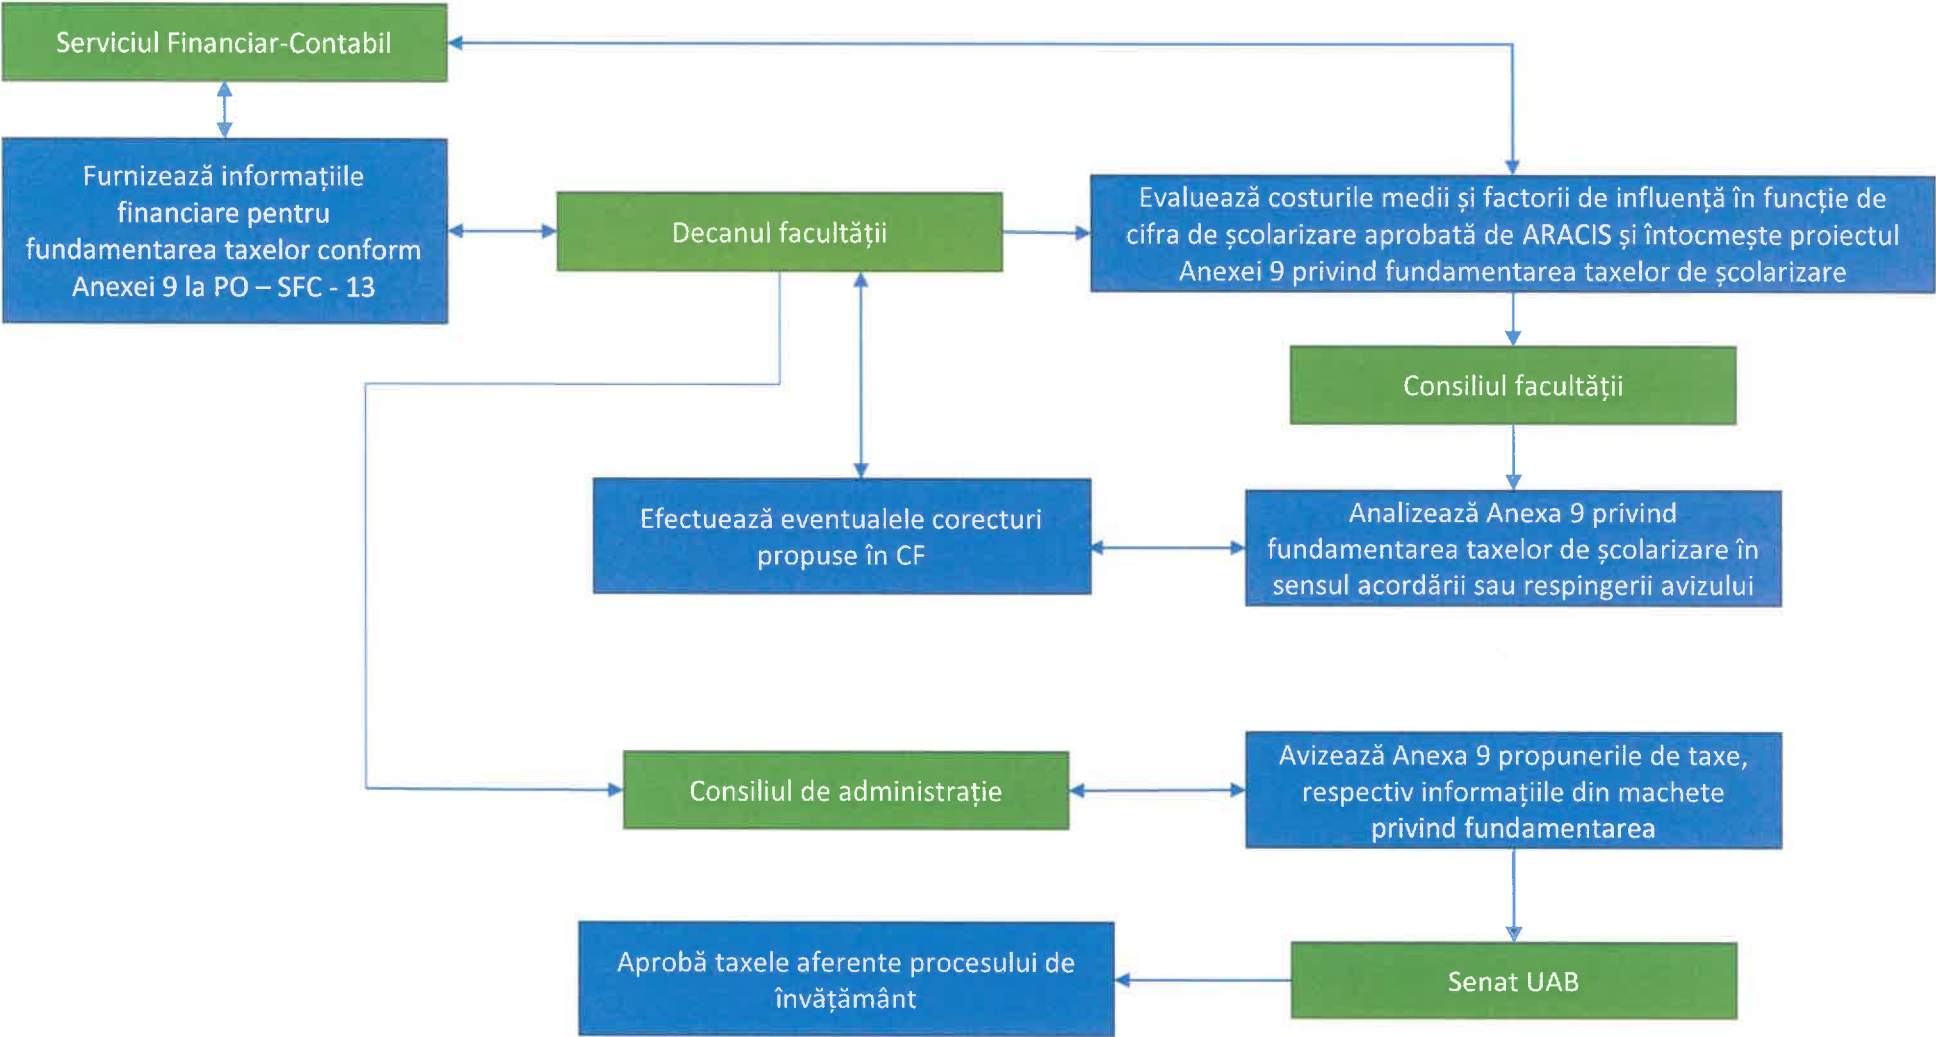 Serviciul Financiar-Contabil
Furnizează informațiile
financiare pentru
fundamentarea taxelor conform
Anexei 9 la PO – SFC - 13
Decanul facultății
Evaluează costurile medii și factorii de influență în funcție de
cifra de școlarizare aprobată de ARACIS și întocmește proiectul
Anexei 9 privind fundamentarea taxelor de școlarizare
Consiliul facultății
Efectuează eventualele corecturi
propuse în CF
Analizează Anexa 9 privind
fundamentarea taxelor de școlarizare în
sensul acordării sau respingerii avizului
Consiliul de administrație
Avizează Anexa 9 propunerile de taxe,
respectiv informațiile din machete
privind fundamentarea
Aprobă taxele aferente procesului de
învățământ
Senat UAB